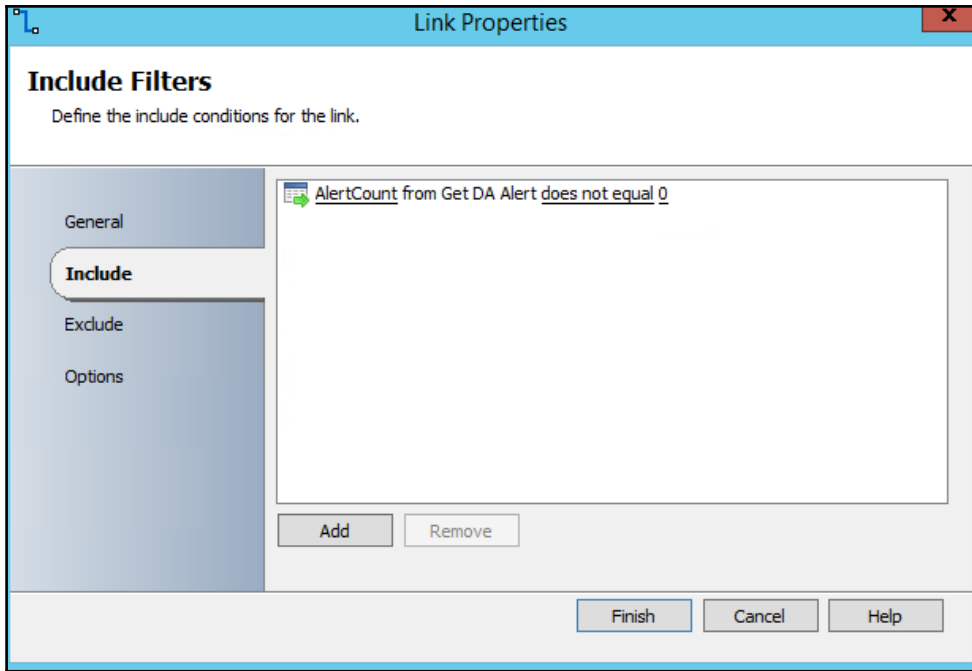 Link Properties
X
Include Filters
Define the include conditions for the link.
General
Include
Exclude
Options
AlertCount from Get DA Alert does not equal 0
Add
Remove
Finish
Cancel
Help